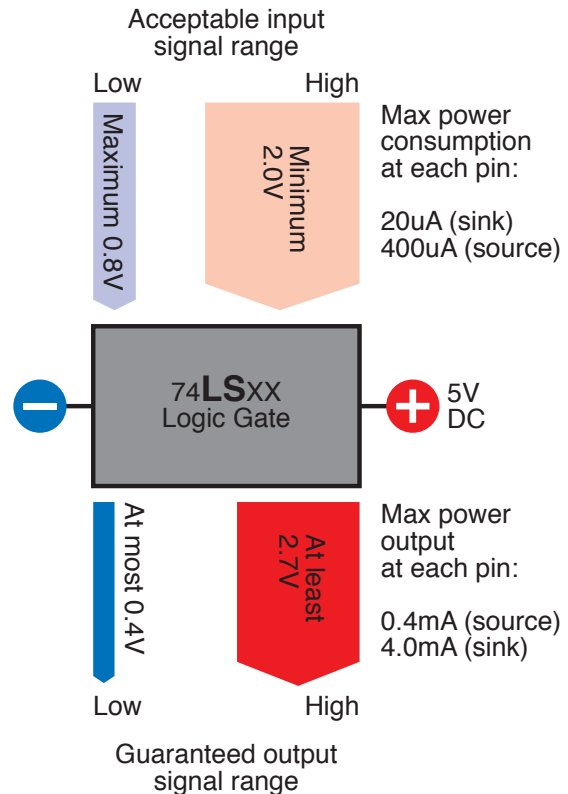 Acceptable input
signal range
Low
High
Maximum 0.8V
Minimum
2.0V
Max power
consumption
at each pin:
20uA (sink)
400uA (source)
74LSXX
Logic Gate
−
+
5V
DC
At most 0.4V
At least
2.7V
Max power
output
at each pin:
0.4mA (source)
4.0mA (sink)
Low
High
Guaranteed output
signal range